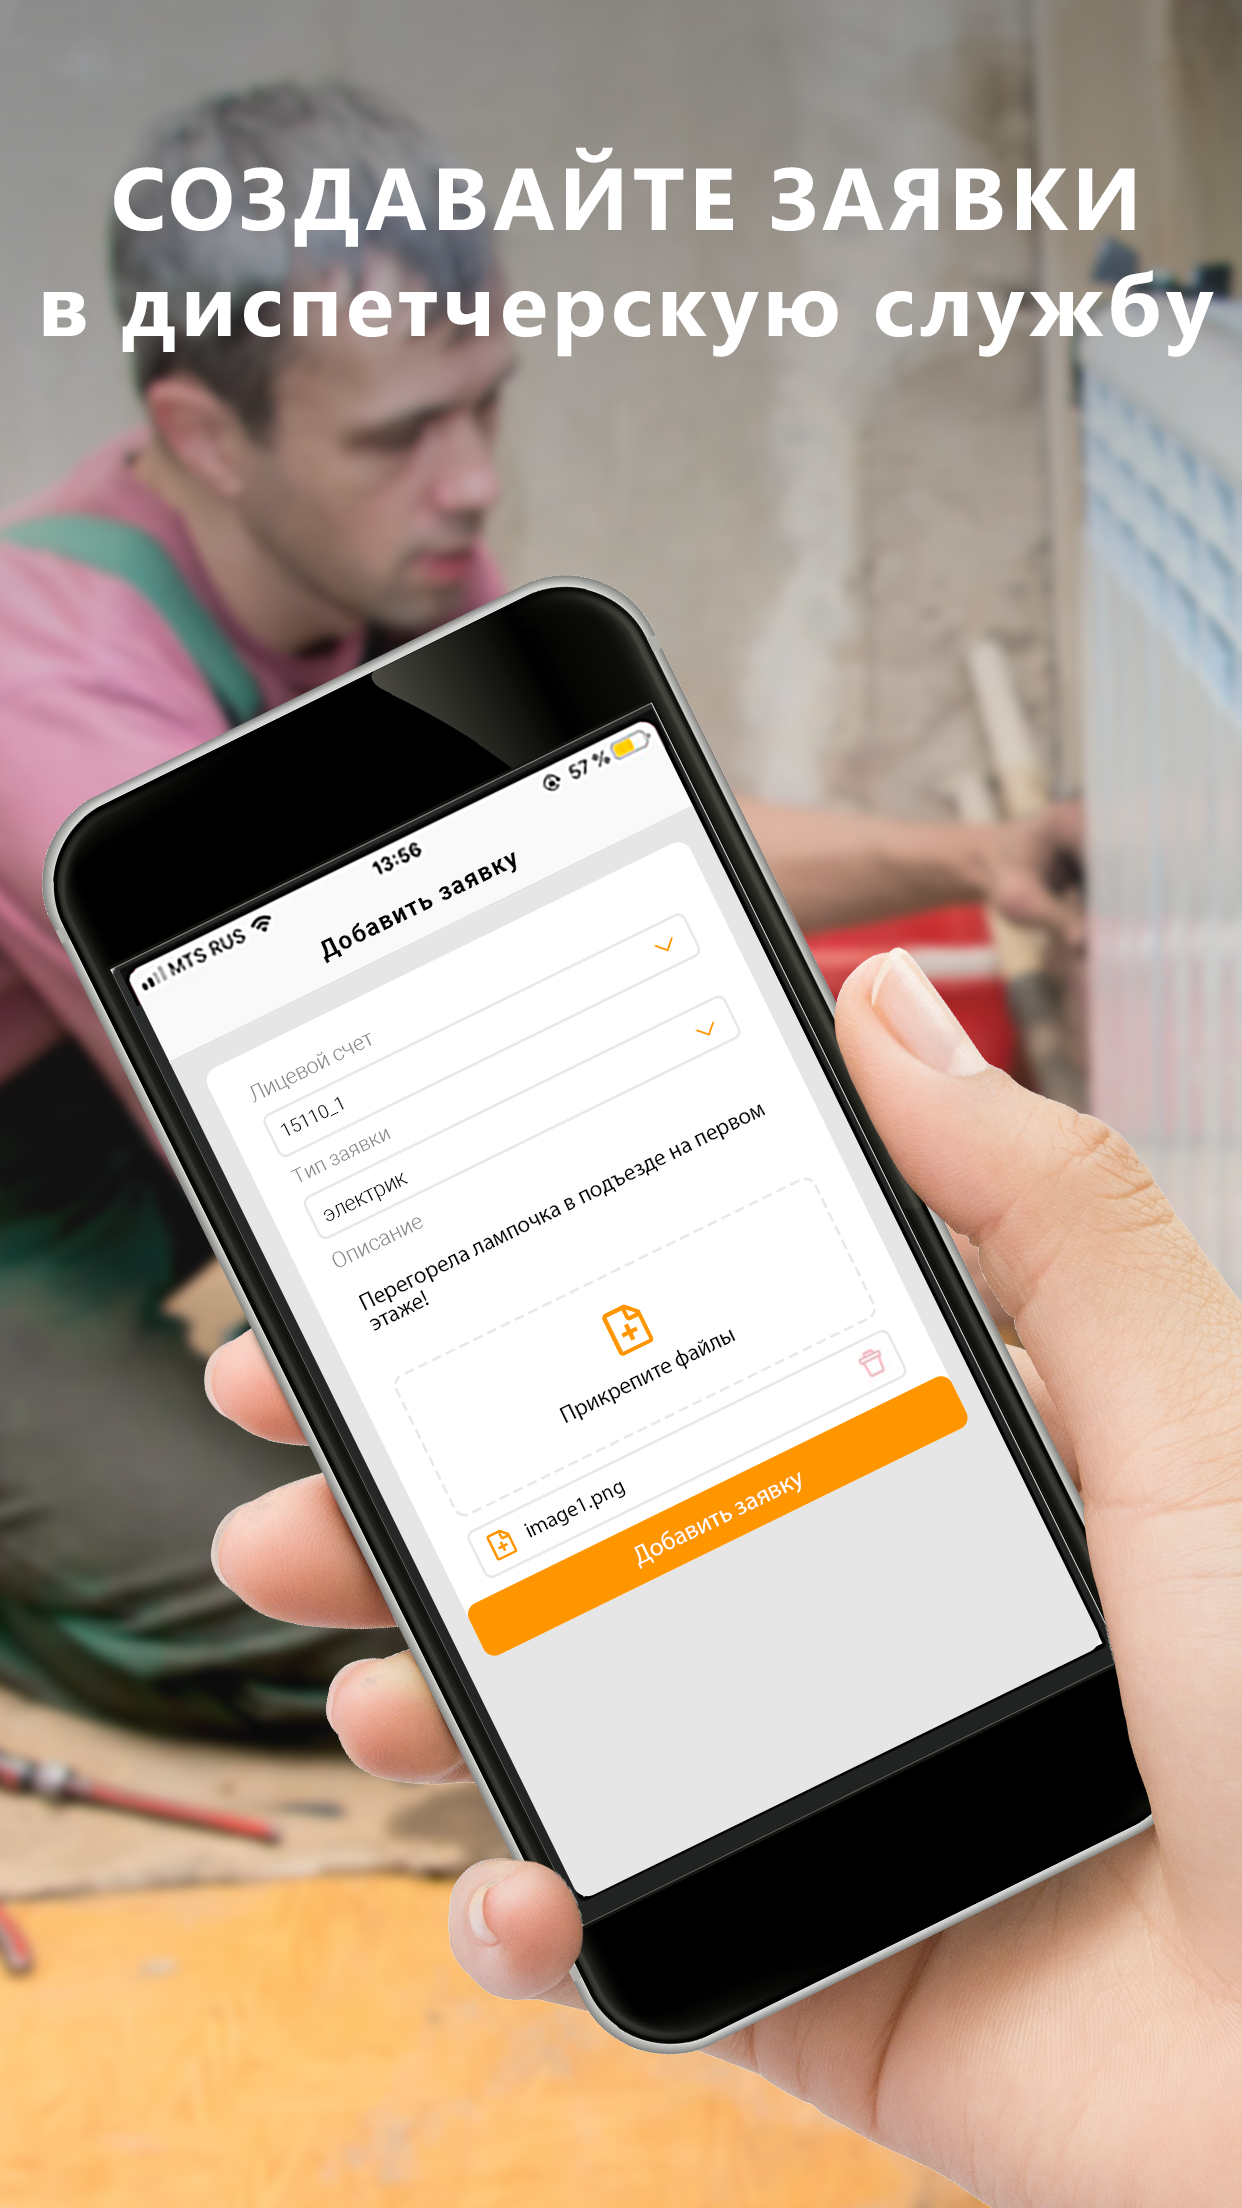 СОЗДАВАЙТЕ ЗАЯВКИ
в диспетчерскую службу
MTS RUS
13:56
57 %
Добавить заявку
Лицевой счет
15110_1
Тип заявки
электрик
Описание
Перегорела лампочка в подъезде на первом
этаже!
Прикрепите файлы
image1.png
Добавить заявку